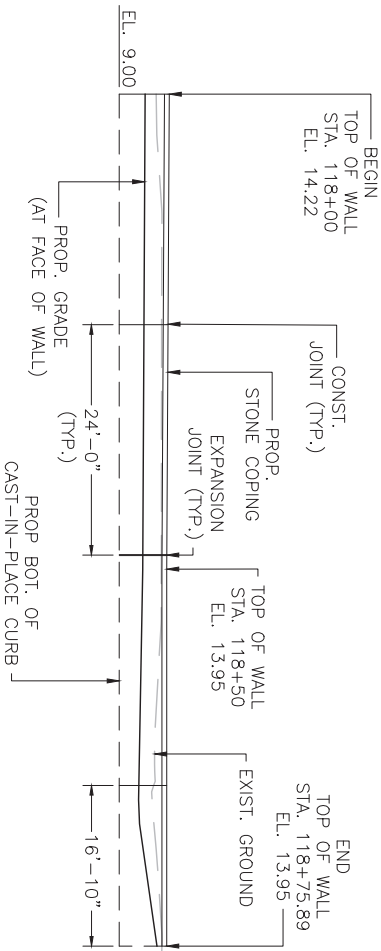 BEGIN
TOP OF WALL
STA. 118+00
EL. 14.22
CONST.
JOINT (TYP.)
PROP.
STONE COPING
EXPANSION
JOINT (TYP.)
TOP OF WALL
STA. 118+50
EL. 13.95
EXIST. GROUND
END
TOP OF WALL
STA. 118+75.89
EL. 13.95
EL. 9.00
PROP. GRADE
(AT FACE OF WALL)
24'-0"
(TYP.)
PROP BOT. OF
CAST-IN-PLACE CURB
16'-10"